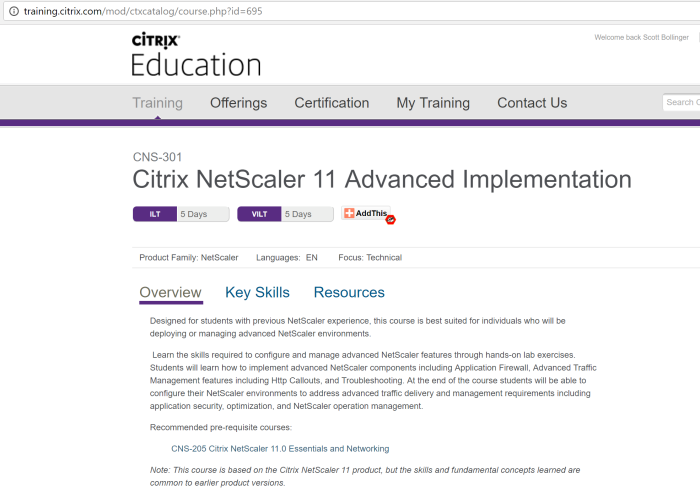 training.citrix.com/mod/ctxcatalog/course.php?id=695
CİTRIX
Welcome back Scott Bollinger
Education
Training Offerings Certification My Training Contact Us
Search
CNS-301
Citrix NetScaler 11 Advanced Implementation
ILT 5 Days VILT 5 Days AddThis
Product Family: NetScaler Languages: EN Focus: Technical
Overview Key Skills Resources
Designed for students with previous NetScaler experience, this course is best suited for individuals who will be
deploying or managing advanced NetScaler environments.
Learn the skills required to configure and manage advanced NetScaler features through hands-on lab exercises.
Students will learn how to implement advanced NetScaler components including Application Firewall, Advanced Traffic
Management features including Http Callouts, and Troubleshooting. At the end of the course students will be able to
configure their NetScaler environments to address advanced traffic delivery and management requirements including
application security, optimization, and NetScaler operation management.
Recommended pre-requisite courses:
CNS-205 Citrix NetScaler 11.0 Essentials and Networking
Note: This course is based on the Citrix NetScaler 11 product, but the skills and fundamental concepts learned are
common to earlier product versions.